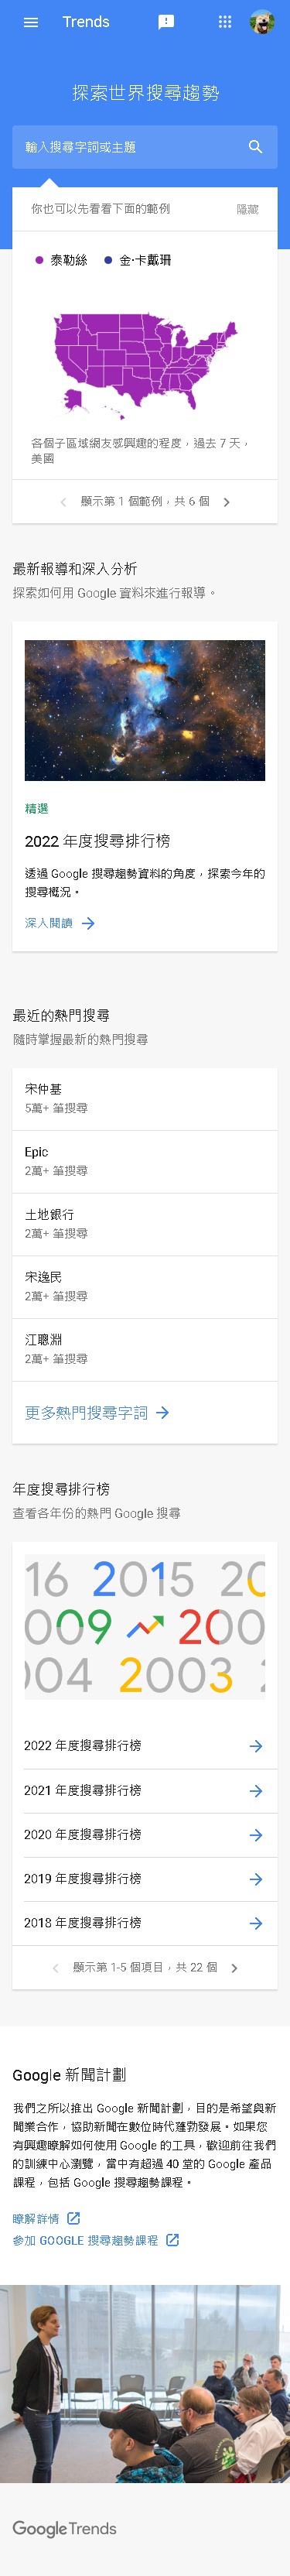 Trends
探索世界搜尋趨勢
輸入搜尋字詞或主題
你也可以先看看下面的範例
隱藏
泰勒絲 金·卡戴珊
各個子區域網友感興趣的程度，過去 7 天，
美國
顯示第 1 個範例，共 6 個
最新報導和深入分析
探索如何用 Google 資料來進行報導。
精選
2022 年度搜尋排行榜
透過 Google 搜尋趨勢資料的角度，探索今年的
搜尋概況。
深入閱讀
最近的熱門搜尋
隨時掌握最新的熱門搜尋
宋仲基
5萬+ 筆搜尋
Epic
2萬+ 筆搜尋
土地銀行
2萬+ 筆搜尋
宋逸民
2萬+ 筆搜尋
江聰淵
2萬+ 筆搜尋
更多熱門搜尋字詞
年度搜尋排行榜
查看各年份的熱門 Google 搜尋
16 2015 20
009 200
004 2003 2
2022 年度搜尋排行榜
2021 年度搜尋排行榜
2020 年度搜尋排行榜
2019 年度搜尋排行榜
2018 年度搜尋排行榜
顯示第 1-5 個項目，共 22 個
Google 新聞計劃
我們之所以推出 Google 新聞計劃，目的是希望與新
聞業合作，協助新聞在數位時代蓬勃發展。如果您
有興趣瞭解如何使用 Google 的工具，歡迎前往我們
的訓練中心瀏覽，當中有超過 40 堂的 Google 產品
課程，包括 Google 搜尋趨勢課程。
瞭解詳情
參加 GOOGLE 搜尋趨勢課程
Google Trends